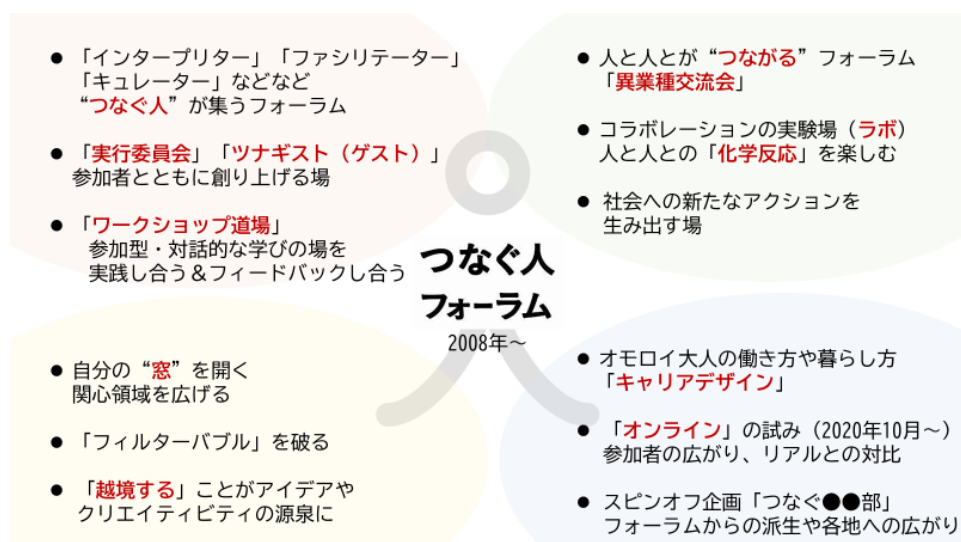 ● 「インタープリター」「ファシリテーター」
「キュレーター」などなど
“つなぐ人”が集うフォーラム
● 「実行委員会」「ツナギスト（ゲスト）」
参加者とともに創り上げる場
● 「ワークショップ道場」
参加型・対話的な学びの場を
実践し合う＆フィードバックし合う
● 人と人とが“つながる”フォーラム
「異業種交流会」
● コラボレーションの実験場（ラボ）
人と人との「化学反応」を楽しむ
● 社会への新たなアクションを
生み出す場
つなぐ人
フォーラム
2008年～
● 自分の“窓”を開く
関心領域を広げる
● 「フィルターバブル」を破る
● 「越境する」ことがアイデアや
クリエイティビティの源泉に
● オモロイ大人の働き方や暮らし方
「キャリアデザイン」
● 「オンライン」の試み（2020年10月～）
参加者の広がり、リアルとの対比
● スピンオフ企画「つなぐ●●部」
フォーラムからの派生や各地への広がり